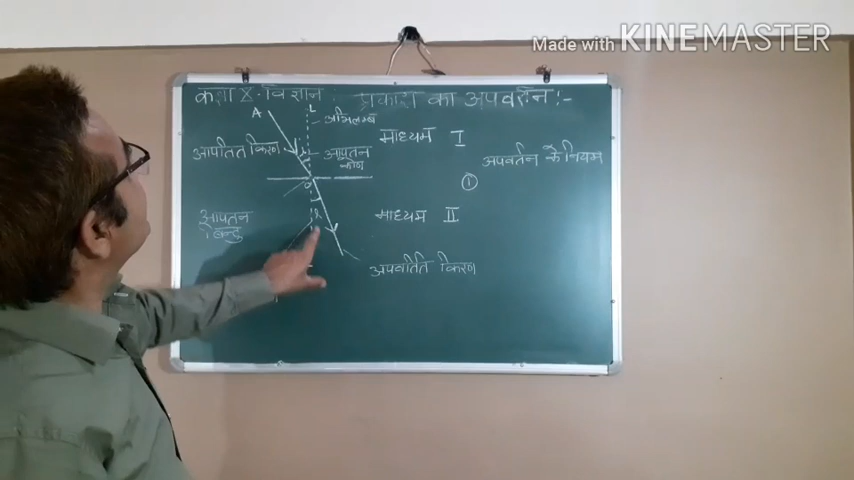 Made with KINEMASTER
कक्षा X - विज्ञान : प्रकाश का अपवर्तन :-
A
L
अभिलम्ब
माध्यम I
आपतित किरण
i
आपतन कोण
अपवर्तन के नियम
①
O
आपतन बिन्दु
r
माध्यम II
अपवर्तित किरण